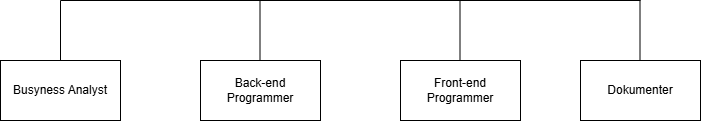 Busyness Analyst
Back-end
Programmer
Front-end
Programmer
Dokumenter